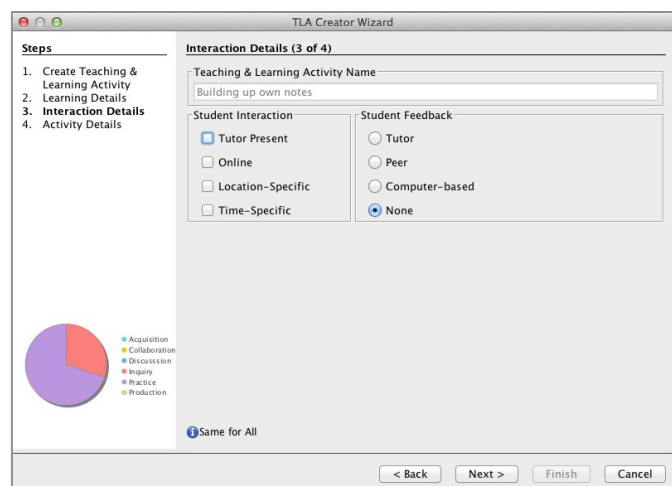 TLA Creator Wizard
Steps
1. Create Teaching &
Learning Activity
2. Learning Details
3. Interaction Details
4. Activity Details
Interaction Details (3 of 4)
Teaching & Learning Activity Name
Building up own notes
Student Interaction
Tutor Present
Online
Location-Specific
Time-Specific
Student Feedback
Tutor
Peer
Computer-based
None
Acquisition
Collaboration
Discusssion
Inquiry
Practice
Production
Same for All
< Back
Next >
Finish
Cancel